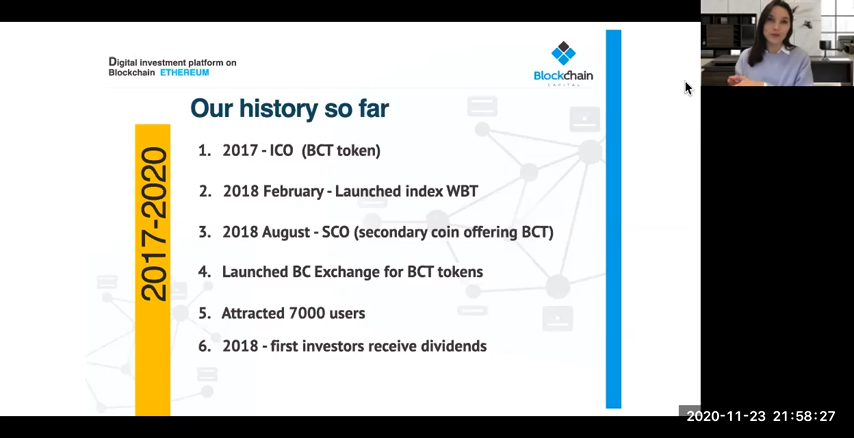 Digital investment platform on
Blockchain ETHEREUM
Blockchain
CAPITAL
Our history so far
2017-2020
1. 2017 - ICO (BCT token)
2. 2018 February - Launched index WBT
3. 2018 August - SCO (secondary coin offering BCT)
4. Launched BC Exchange for BCT tokens
5. Attracted 7000 users
6. 2018 - first investors receive dividends
2020-11-23 21:58:27